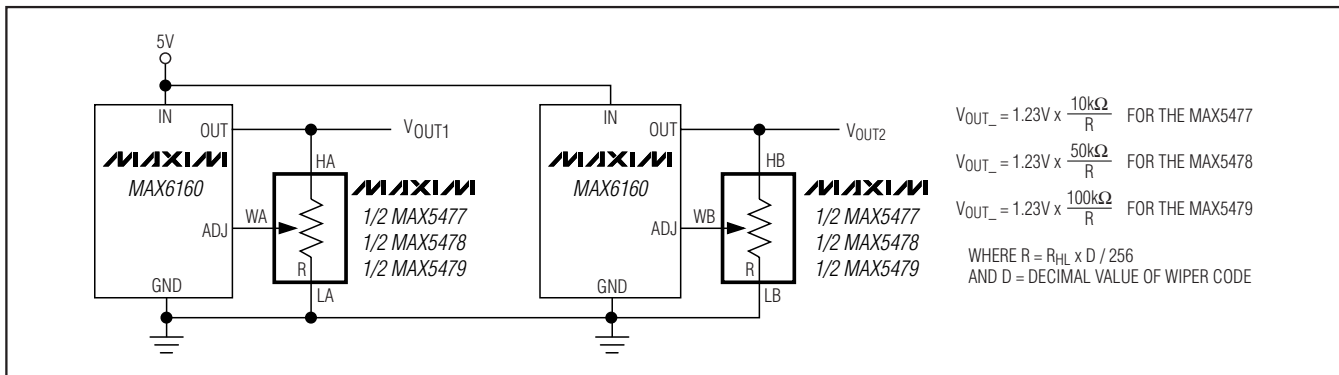 5V
IN
OUT
VOUT1
MAXIM
MAX6160
HA
WA
ADJ
R
LA
GND
MAXIM
1/2 MAX5477
1/2 MAX5478
1/2 MAX5479
IN
OUT
VOUT2
MAXIM
MAX6160
HB
WB
ADJ
R
LB
GND
MAXIM
1/2 MAX5477
1/2 MAX5478
1/2 MAX5479
VOUT_ = 1.23V x 10kΩ / R FOR THE MAX5477
VOUT_ = 1.23V x 50kΩ / R FOR THE MAX5478
VOUT_ = 1.23V x 100kΩ / R FOR THE MAX5479
WHERE R = RHL x D / 256
AND D = DECIMAL VALUE OF WIPER CODE